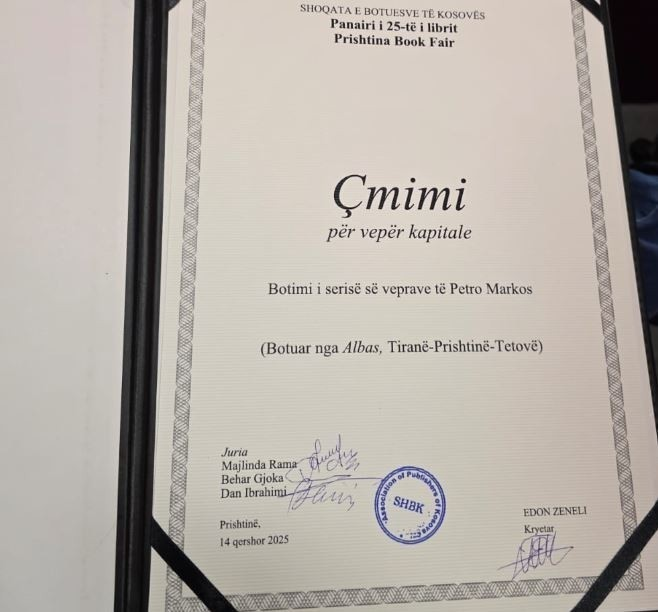 SHOQATA E BOTUESVE TË KOSOVËS
Panairi i 25-të i librit
Prishtina Book Fair
Çmimi
për vepër kapitale
Botimi i serisë së veprave të Petro Markos
(Botuar nga Albas, Tiranë-Prishtinë-Tetovë)
Juria
Majlinda Rama
Behar Gjoka
Dan Ibrahimi
Prishtinë,
14 qershor 2025
Association of Publishers of Kosova
SHBK
EDON ZENELI
Kryetar